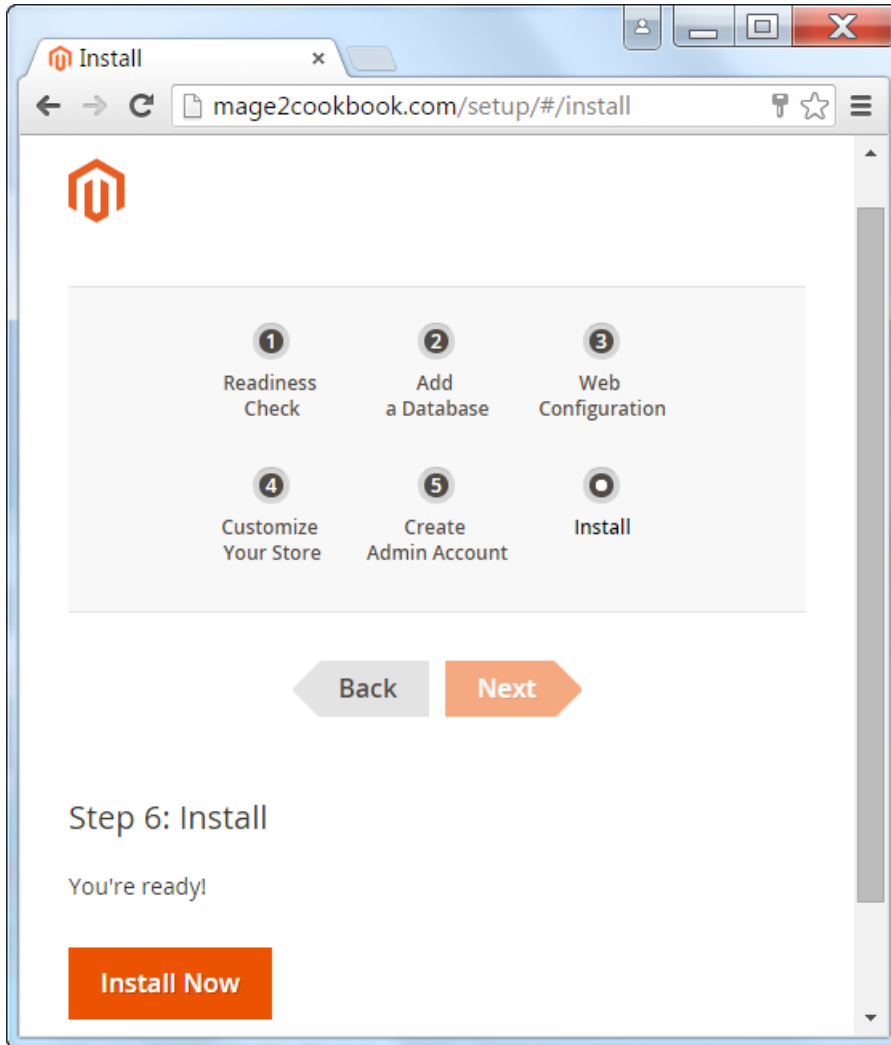 Install
mage2cookbook.com/setup/#/install
1 2 3
Readiness Check
Add a Database
Web Configuration
4 5
Customize Your Store
Create Admin Account
Install
Back Next
Step 6: Install
You're ready!
Install Now